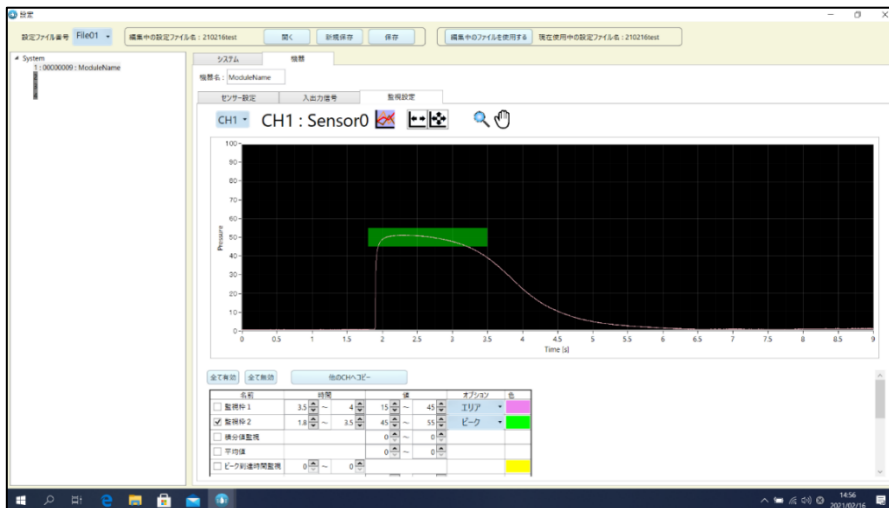 設定
設定ファイル番号 File01 編集中の設定ファイル名 : 210216test 開く 新規保存 保存 編集中のファイルを使用する 現在使用中の設定ファイル名 : 210216test
System
1 : 00000009 : ModuleName
システム 機器
機器名 : ModuleName
センサー設定 入出力信号 監視設定
CH1 CH1 : Sensor0
100
90
80
70
60
50
40
30
20
10
0
Pressure
0 0.5 1 1.5 2 2.5 3 3.5 4 4.5 5 5.5 6 6.5 7 7.5 8 8.5 9
Time [s]
全て有効 全て無効 他のCHへコピー
名前 時間 値 オプション 色
監視枠 1 3.5 ~ 4 15 ~ 45 エリア
監視枠 2 1.8 ~ 3.5 45 ~ 55 ピーク
積分値監視 0 ~ 0
平均値 0 ~ 0
ピーク到達時間監視 0 ~ 0
14:56
2021/02/16